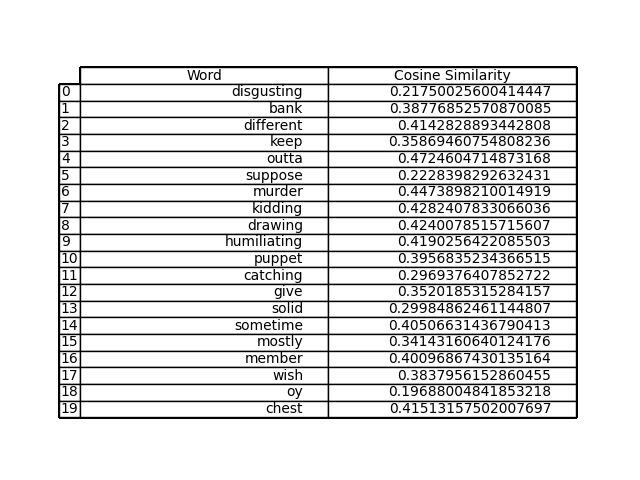 Word Cosine Similarity
0 disgusting 0.21750025600414447
1 bank 0.38776852570870085
2 different 0.4142828893442808
3 keep 0.35869460754808236
4 outta 0.4724604714873168
5 suppose 0.2228398292632431
6 murder 0.4473898210014919
7 kidding 0.4282407833066036
8 drawing 0.4240078515715607
9 humiliating 0.4190256422085503
10 puppet 0.3956835234366515
11 catching 0.2969376407852722
12 give 0.3520185315284157
13 solid 0.29984862461144807
14 sometime 0.40506631436790413
15 mostly 0.34143160640124176
16 member 0.40096867430135164
17 wish 0.3837956152860455
18 oy 0.19688004841853218
19 chest 0.41513157502007697